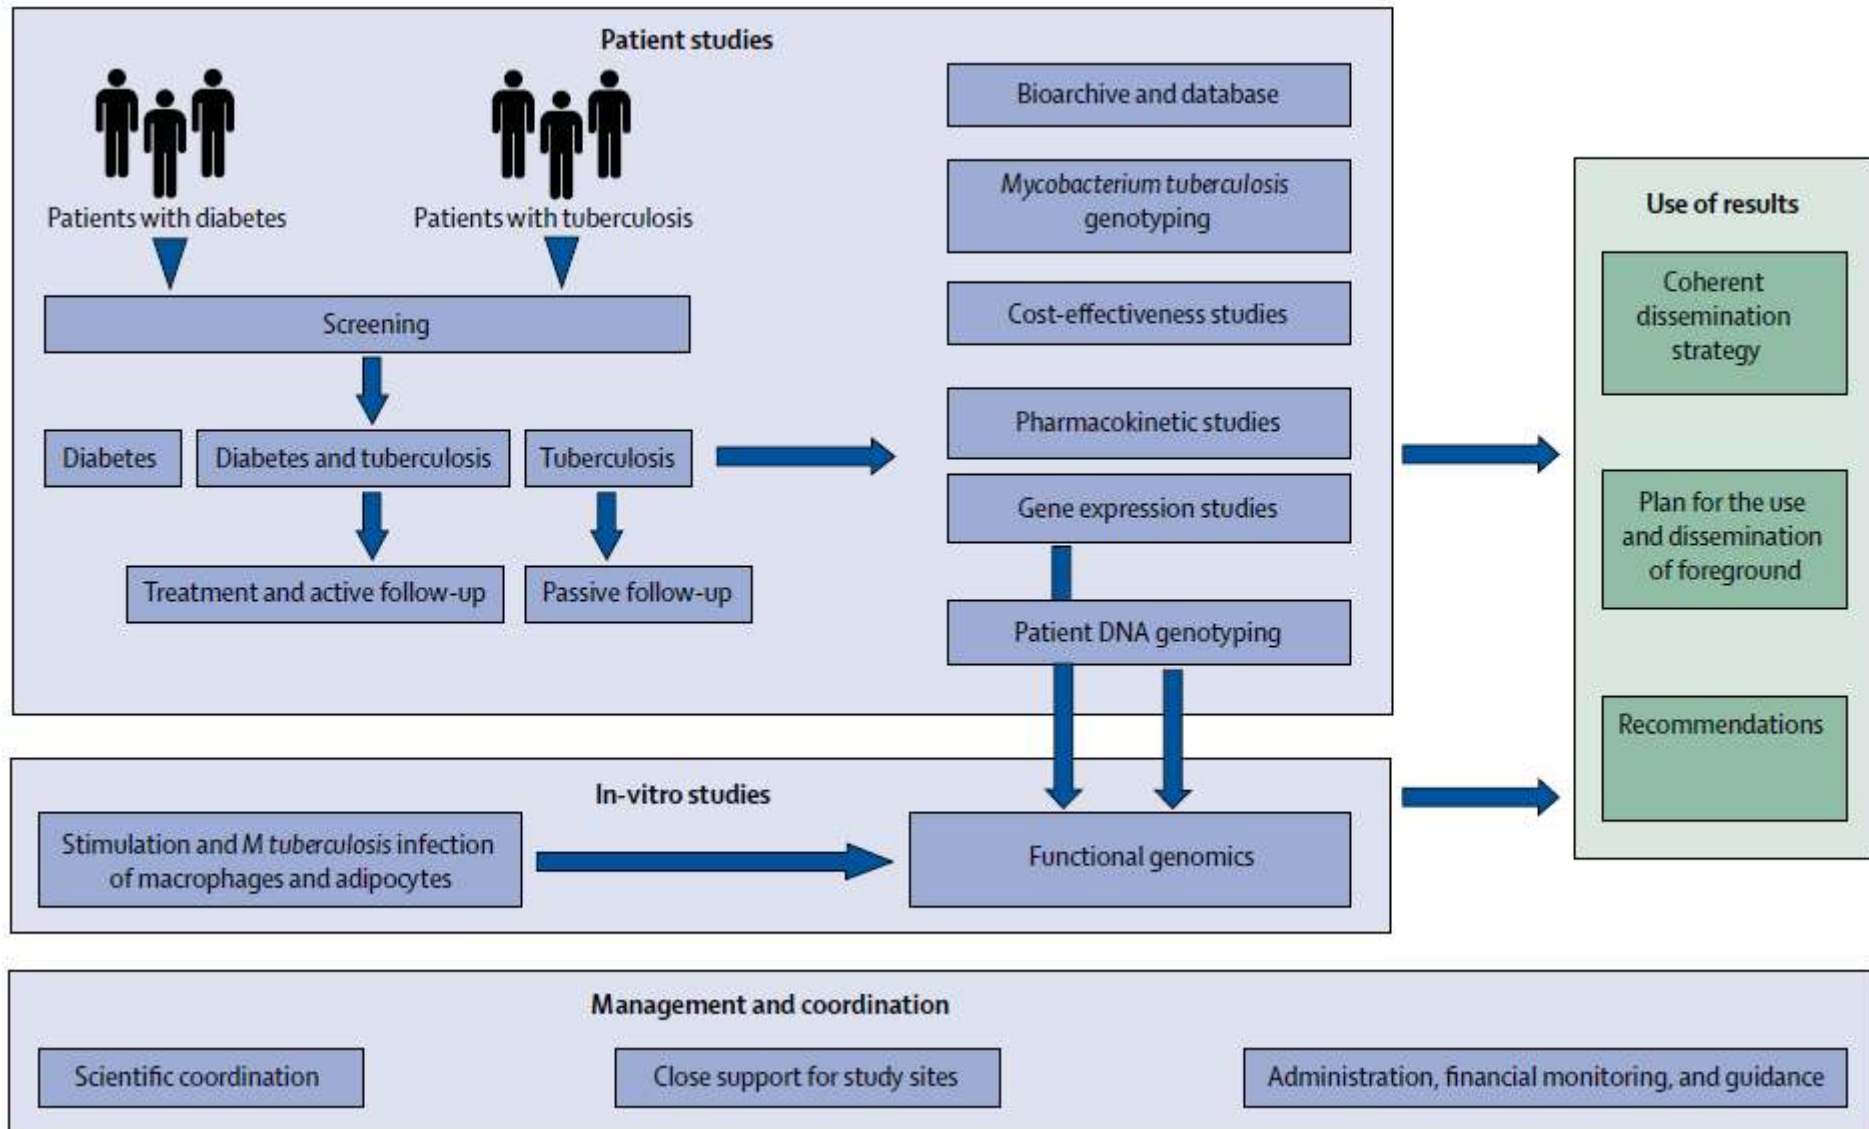 Patient studies
Patients with diabetes
Patients with tuberculosis
Screening
Diabetes
Diabetes and tuberculosis
Tuberculosis
Treatment and active follow-up
Passive follow-up
Bioarchive and database
Mycobacterium tuberculosis
genotyping
Cost-effectiveness studies
Pharmacokinetic studies
Gene expression studies
Patient DNA genotyping
In-vitro studies
Stimulation and M tuberculosis infection
of macrophages and adipocytes
Functional genomics
Use of results
Coherent
dissemination
strategy
Plan for the use
and dissemination
of foreground
Recommendations
Management and coordination
Scientific coordination
Close support for study sites
Administration, financial monitoring, and guidance